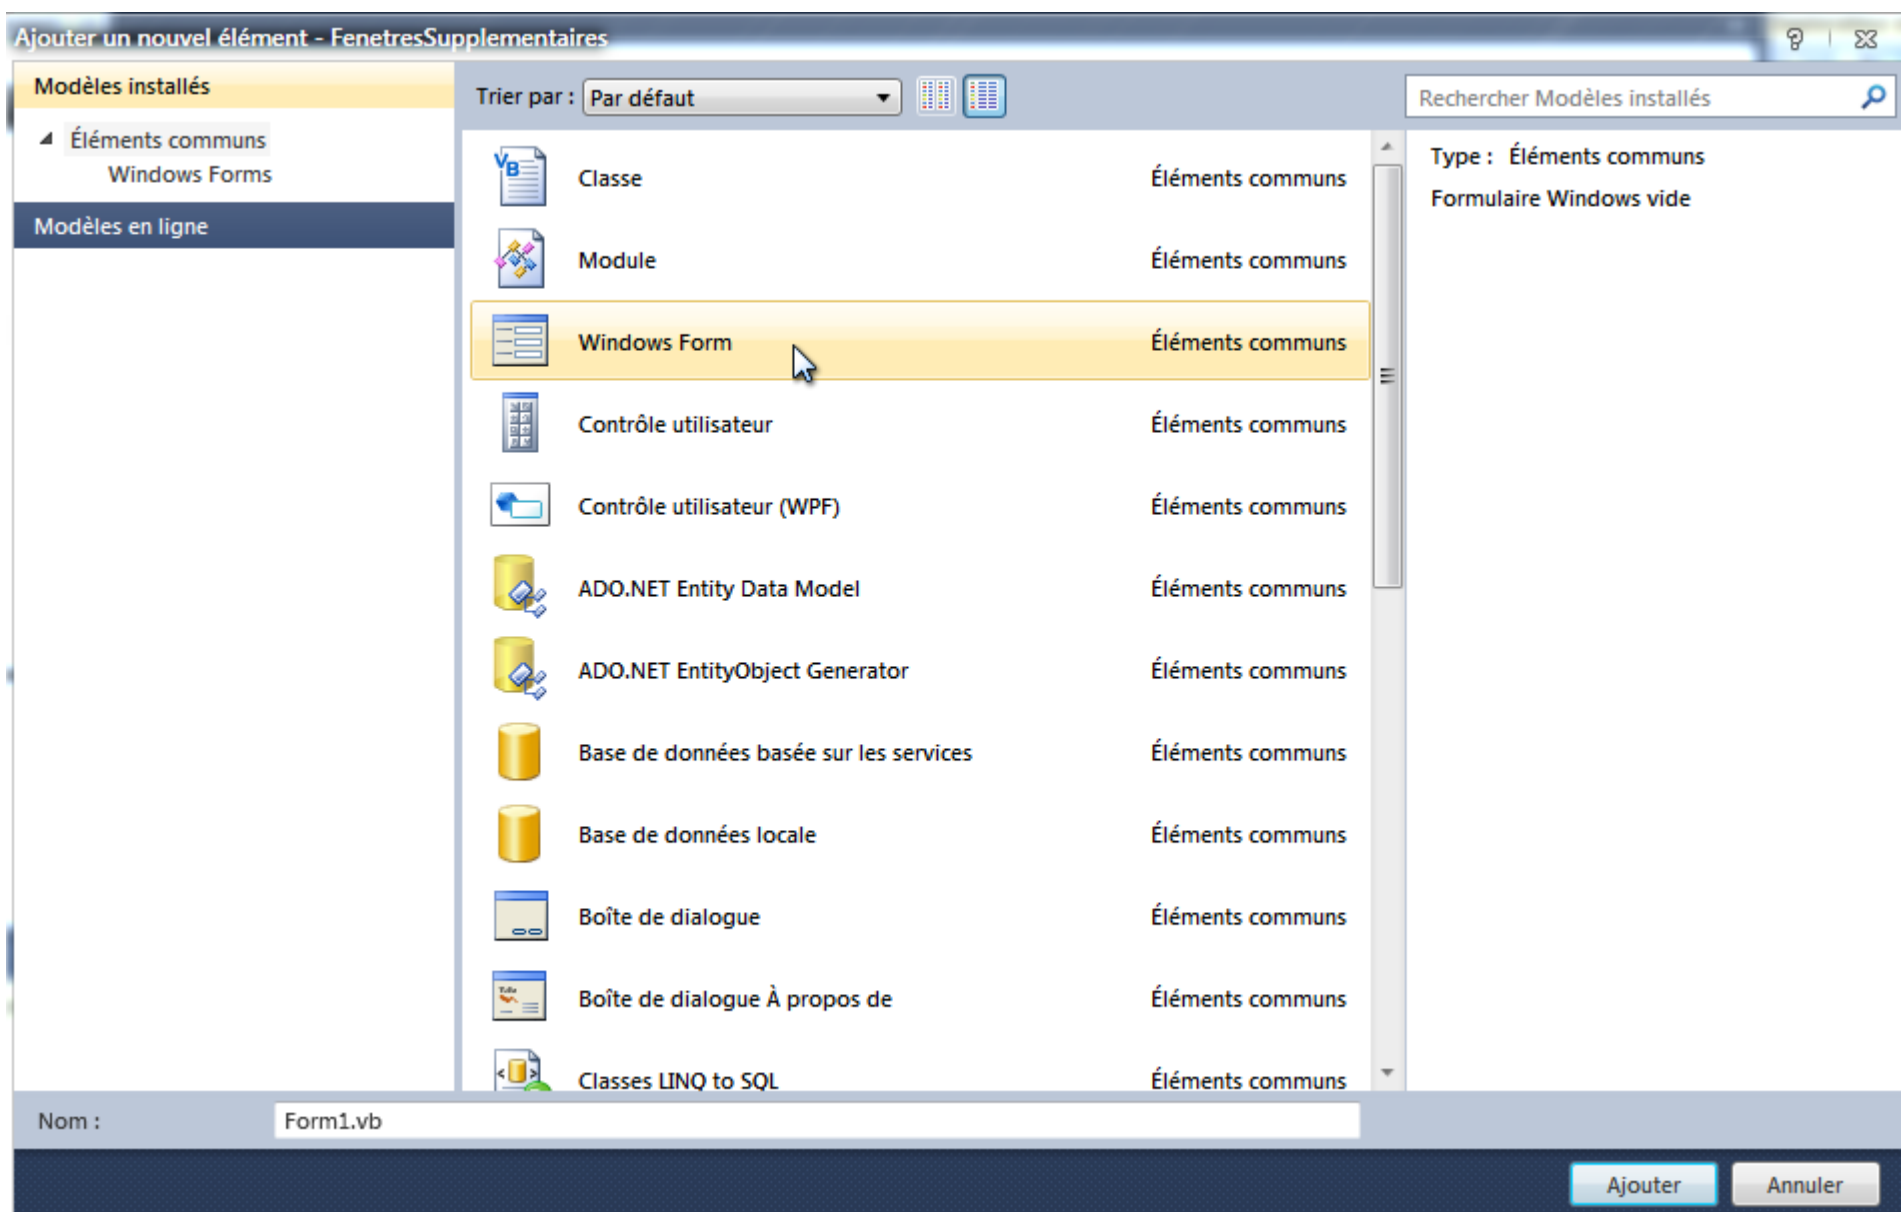 Ajouter un nouvel élément - FenetresSupplementaires
Modèles installés
Éléments communs
Windows Forms
Modèles en ligne
Trier par : Par défaut
Rechercher Modèles installés
Classe Éléments communs
Module Éléments communs
Windows Form Éléments communs
Contrôle utilisateur Éléments communs
Contrôle utilisateur (WPF) Éléments communs
ADO.NET Entity Data Model Éléments communs
ADO.NET EntityObject Generator Éléments communs
Base de données basée sur les services Éléments communs
Base de données locale Éléments communs
Boîte de dialogue Éléments communs
Boîte de dialogue À propos de Éléments communs
Classes LINQ to SQL Éléments communs
Type : Éléments communs
Formulaire Windows vide
Nom : Form1.vb
Ajouter Annuler